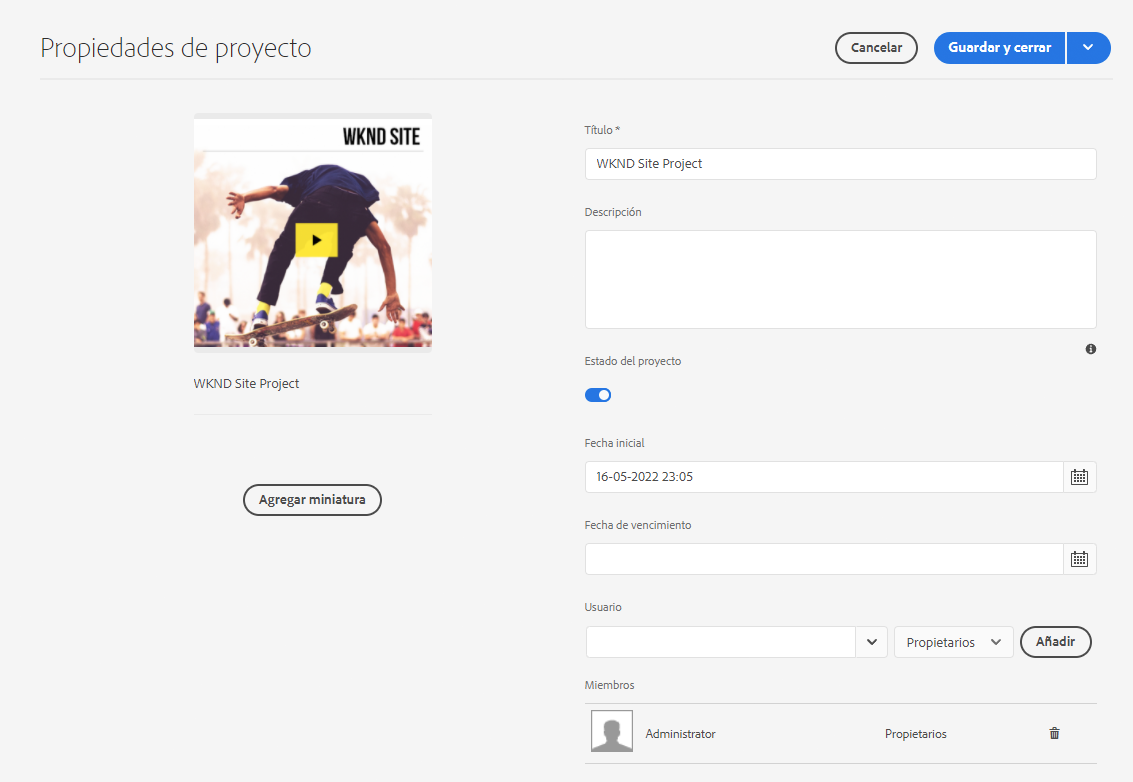 Propiedades de proyecto
Cancelar
Guardar y cerrar
WKND SITE
WKND Site Project
Agregar miniatura
Título *
WKND Site Project
Descripción
Estado del proyecto
Fecha inicial
16-05-2022 23:05
Fecha de vencimiento
Usuario
Propietarios
Añadir
Miembros
Administrator
Propietarios